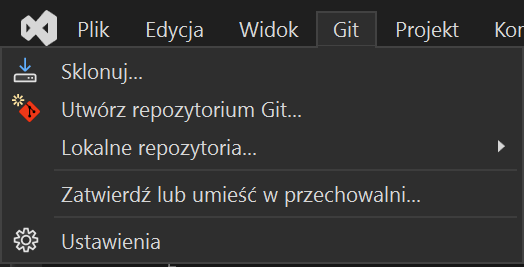 Plik Edycja Widok Git Projekt
Sklonuj...
Utwórz repozytorium Git...
Lokalne repozytoria...
Zatwierdź lub umieść w przechowalni...
Ustawienia